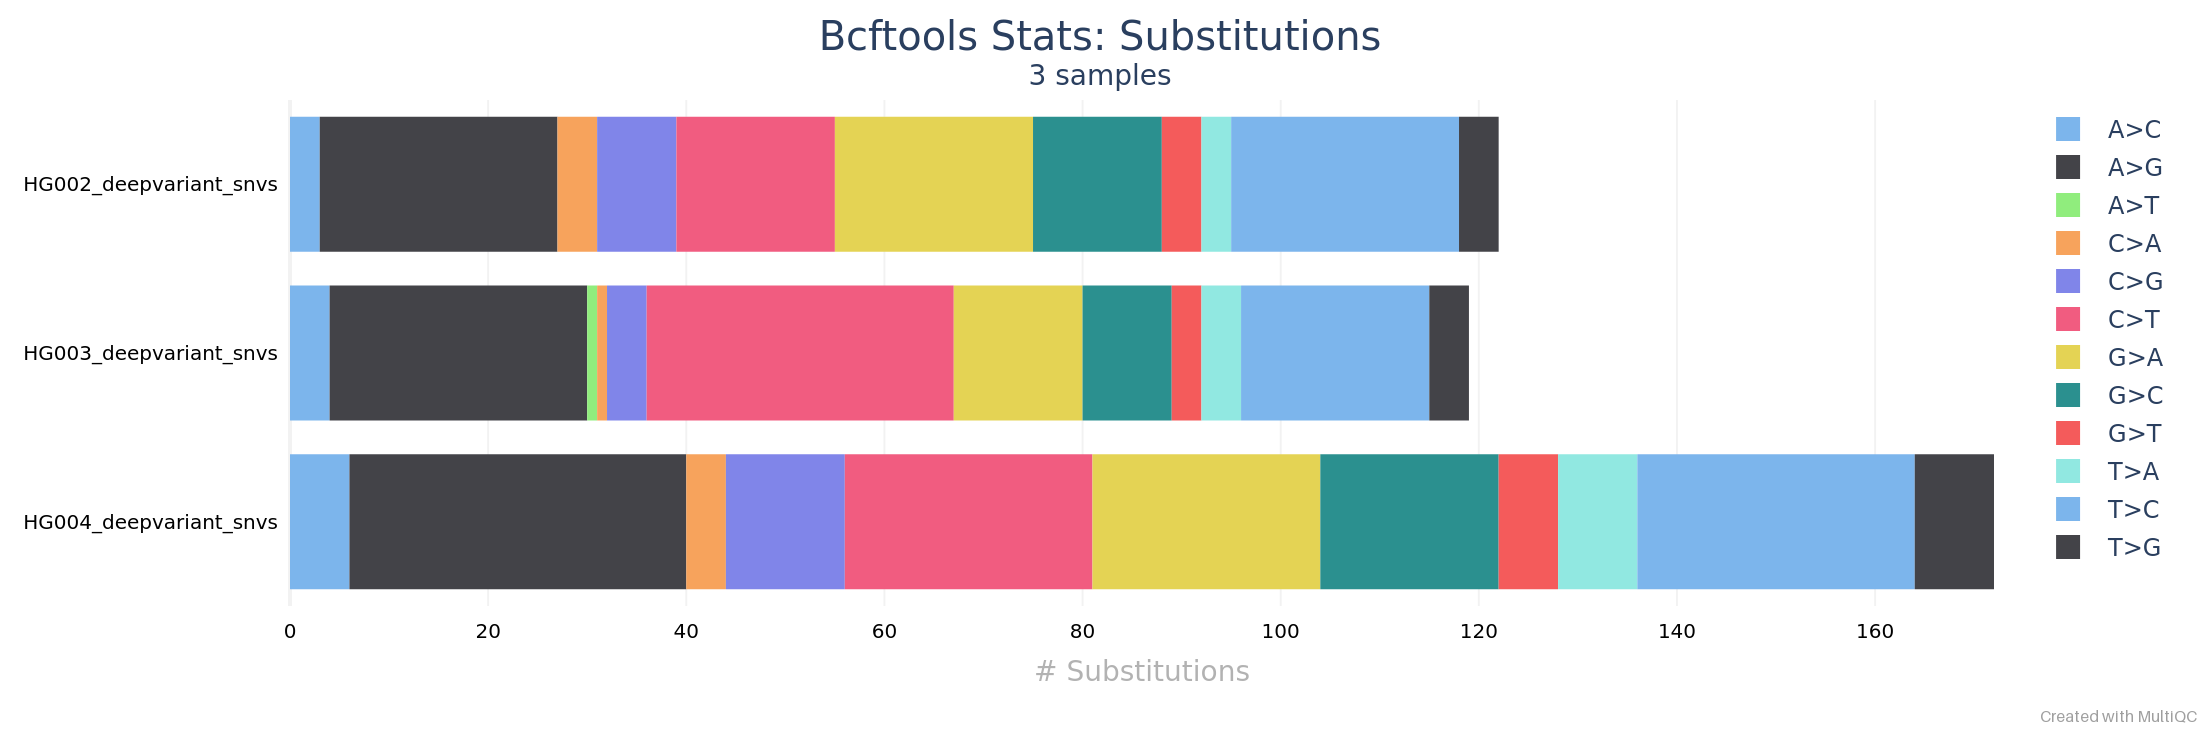 Bcftools Stats: Substitutions
3 samples
HG002_deepvariant_snvs
HG003_deepvariant_snvs
HG004_deepvariant_snvs
0 20 40 60 80 100 120 140 160
# Substitutions
A>C
A>G
A>T
C>A
C>G
C>T
G>A
G>C
G>T
T>A
T>C
T>G
Created with MultiQC